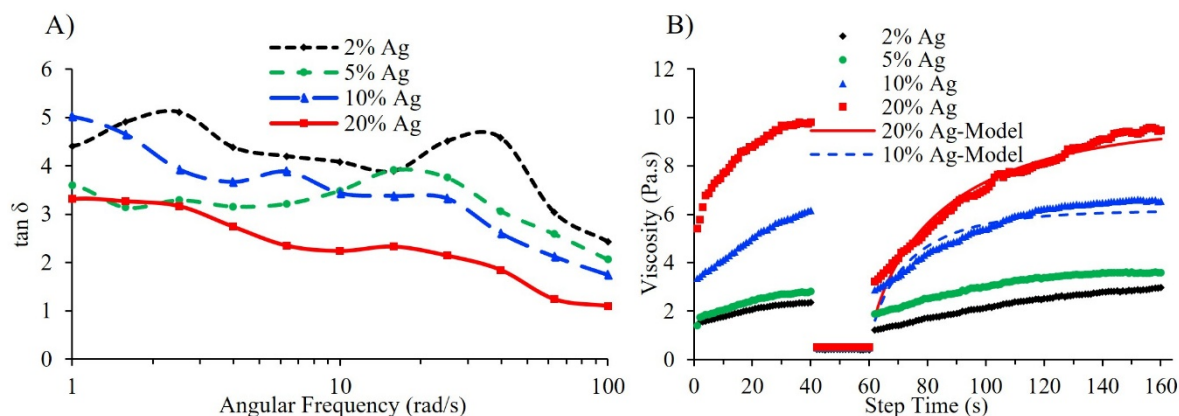 A)
2% Ag
5% Ag
10% Ag
20% Ag
6
5
4
3
2
1
0
tan δ
1
10
100
Angular Frequency (rad/s)
B)
2% Ag
5% Ag
10% Ag
20% Ag
20% Ag-Model
10% Ag-Model
12
10
8
6
4
2
0
Viscosity (Pa.s)
0 20 40 60 80 100 120 140 160
Step Time (s)